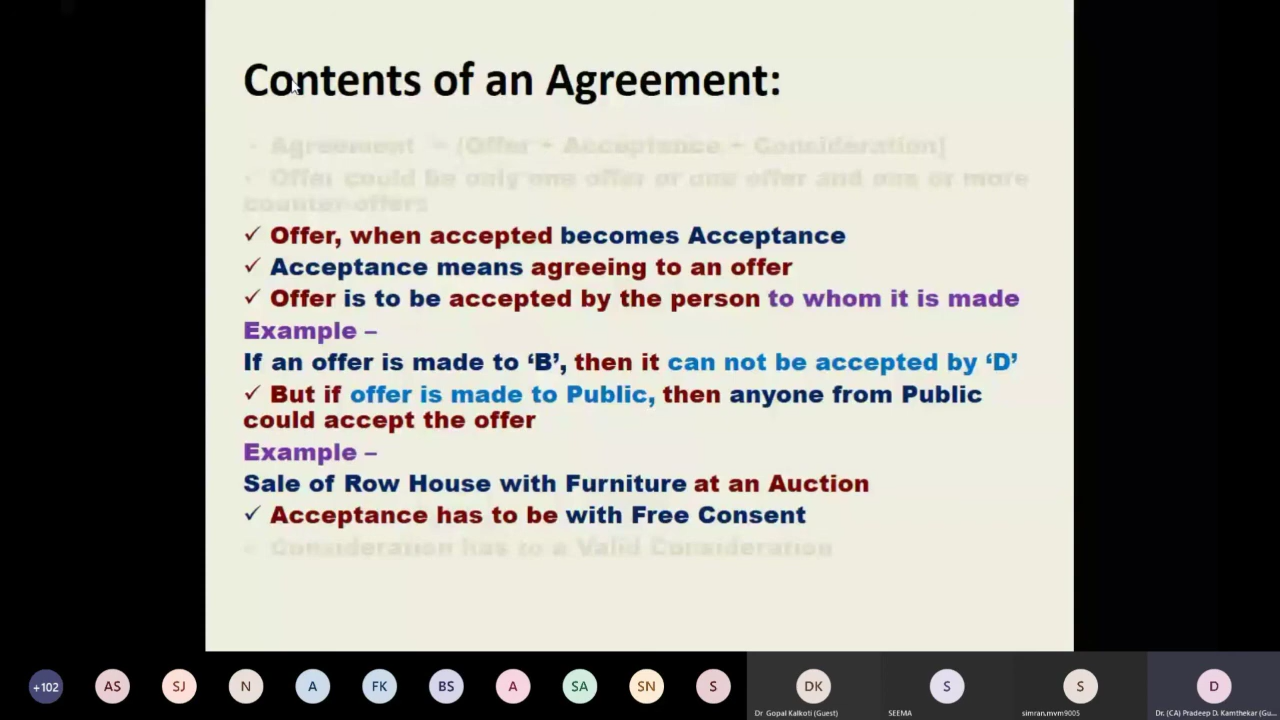 Contents of an Agreement:
Agreement = [Offer + Acceptance + Consideration]
Offer could be only one offer or one offer and one or more
counter-offers
✓ Offer, when accepted becomes Acceptance
✓ Acceptance means agreeing to an offer
✓ Offer is to be accepted by the person to whom it is made
Example –
If an offer is made to ‘B’, then it can not be accepted by ‘D’
✓ But if offer is made to Public, then anyone from Public
could accept the offer
Example –
Sale of Row House with Furniture at an Auction
✓ Acceptance has to be with Free Consent
Consideration has to a Valid Consideration
+102 AS SJ N A FK BS A SA SN S DK S S D
Dr Gopal Kalkoti (Guest) SEEMA simran.mvm9005 Dr. (CA) Pradeep D. Kamthekar (Gu...